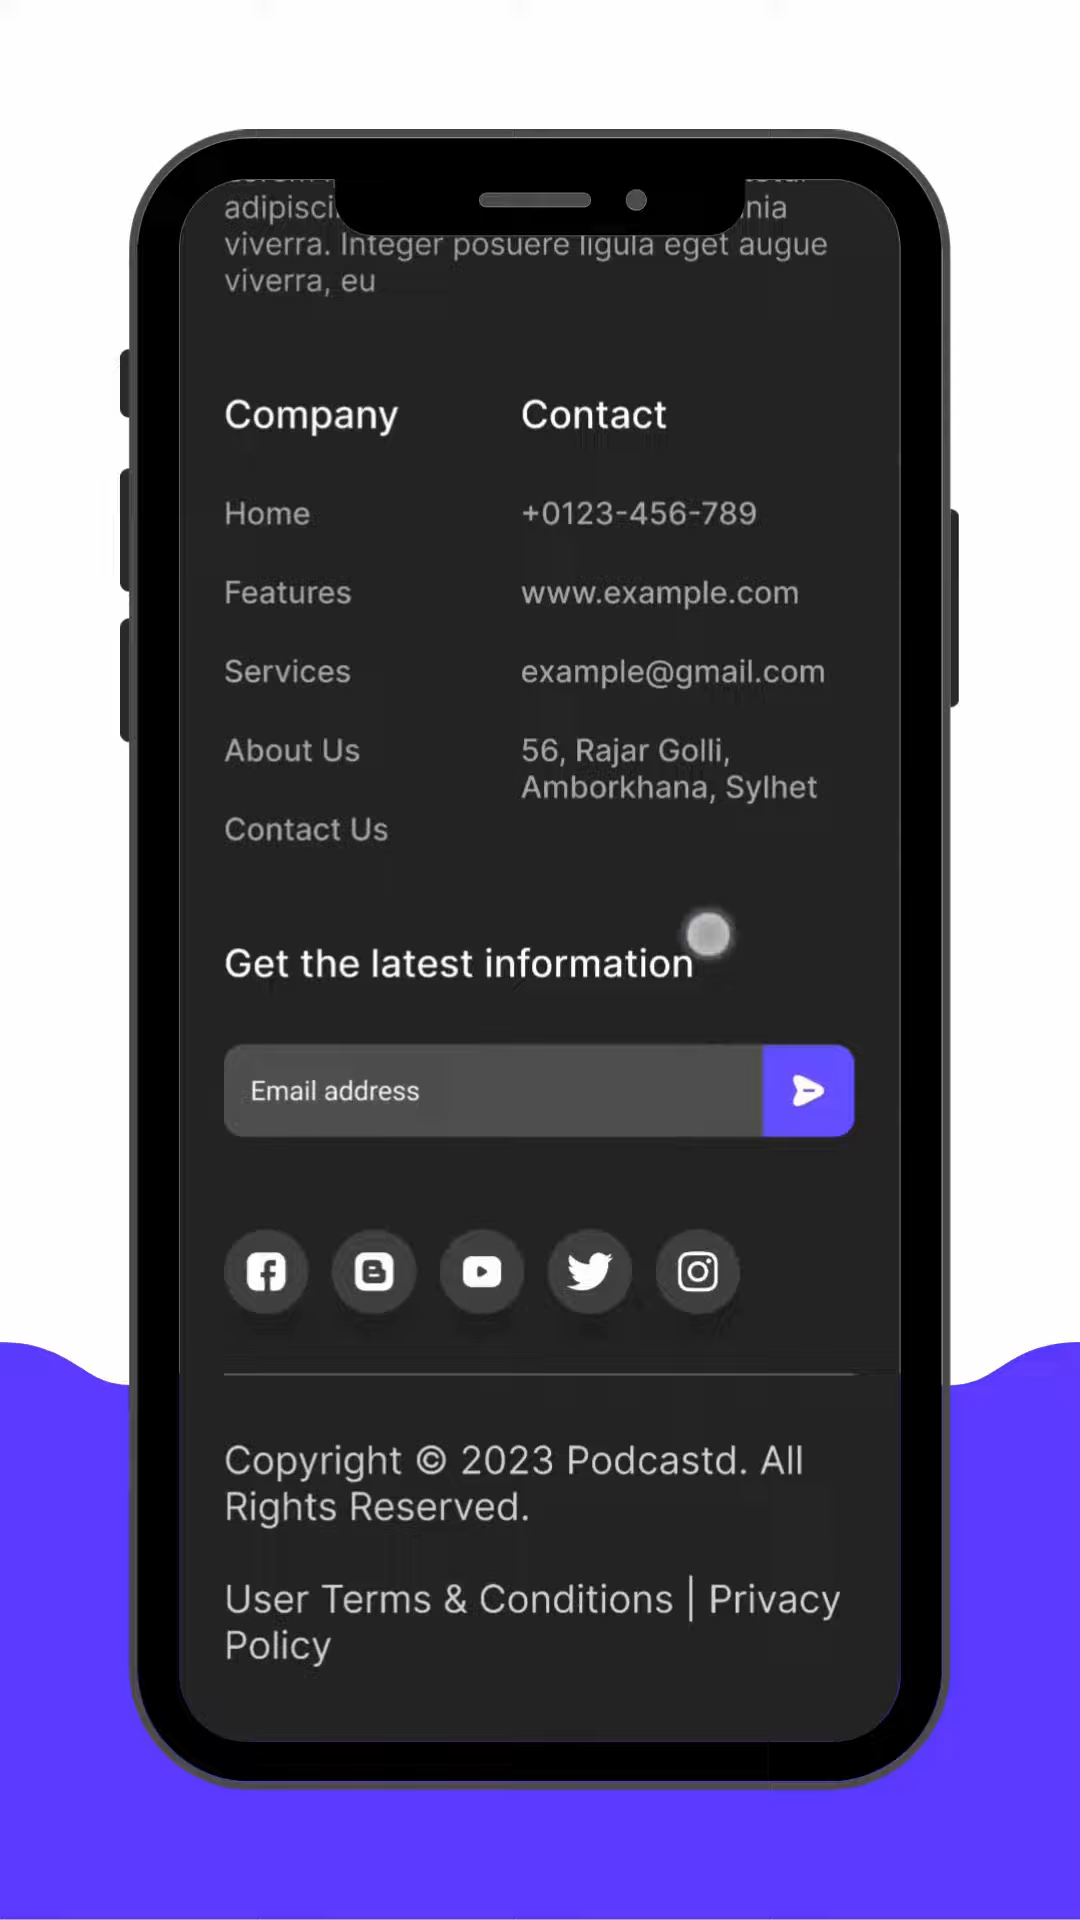 adipisci
viverra. Integer posuere ligula eget augue
viverra, eu
Company
Home
Features
Services
About Us
Contact Us
Contact
+0123-456-789
www.example.com
example@gmail.com
56, Rajar Golli,
Amborkhana, Sylhet
Get the latest information
Email address
Copyright © 2023 Podcastd. All
Rights Reserved.
User Terms & Conditions | Privacy
Policy